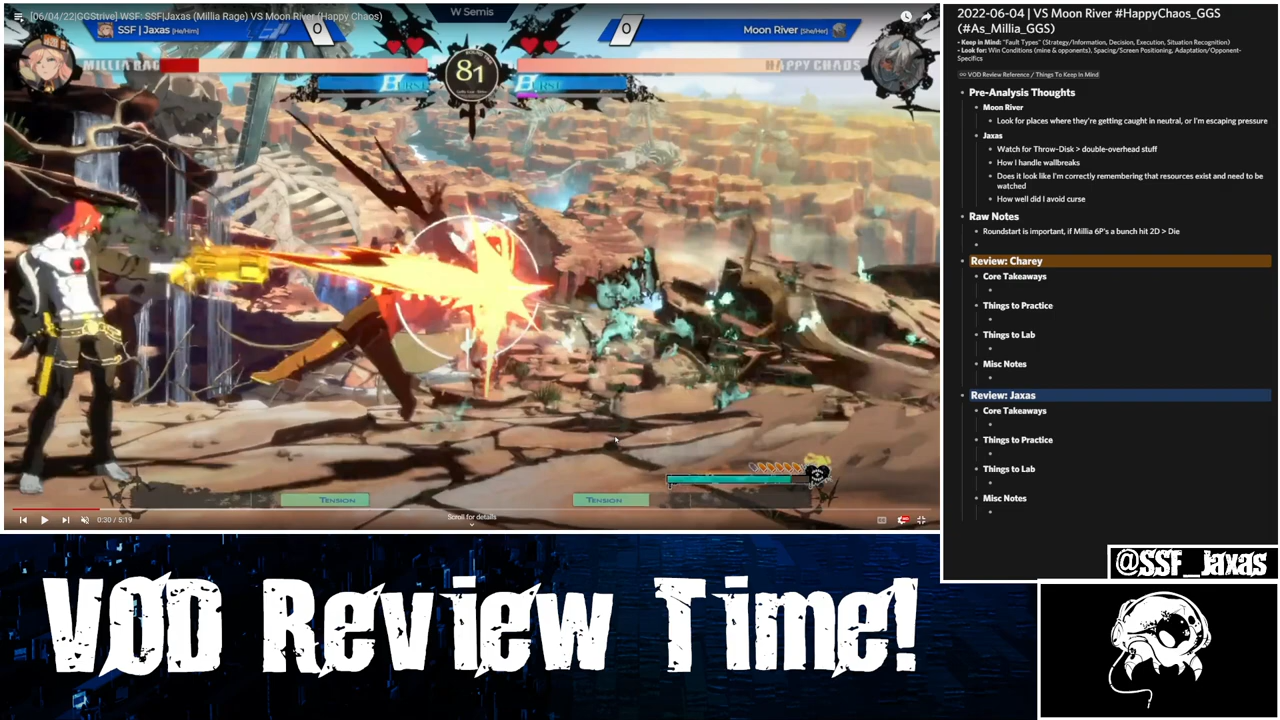 [06/04/22|GGStrive] WSF: SSF|Jaxas (Millia Rage) VS Moon River (Happy Chaos)
W Semis
SSF | Jaxas [He/Him]
0
0
Moon River [She/Her]
MILLIA RAGE
81
HAPPY CHAOS
BURST
BURST
TENSION
TENSION
0:30 / 5:19
Scroll for details
2022-06-04 | VS Moon River #HappyChaos_GGS
(#As_Millia_GGS)
- Keep in Mind: "Fault Types" (Strategy/Information, Decision, Execution, Situation Recognition)
- Look for: Win Conditions (mine & opponents), Spacing/Screen Positioning, Adaptation/Opponent-
Specifics
VOD Review Reference / Things To Keep In Mind
Pre-Analysis Thoughts
Moon River
Look for places where they're getting caught in neutral, or I'm escaping pressure
Jaxas
Watch for Throw-Disk > double-overhead stuff
How I handle wallbreaks
Does it look like I'm correctly remembering that resources exist and need to be
watched
How well did I avoid curse
Raw Notes
Roundstart is important, if Millia 6P's a bunch hit 2D > Die
Review: Charey
Core Takeaways
Things to Practice
Things to Lab
Misc Notes
Review: Jaxas
Core Takeaways
Things to Practice
Things to Lab
Misc Notes
@SSF_Jaxas
VOD Review Time!